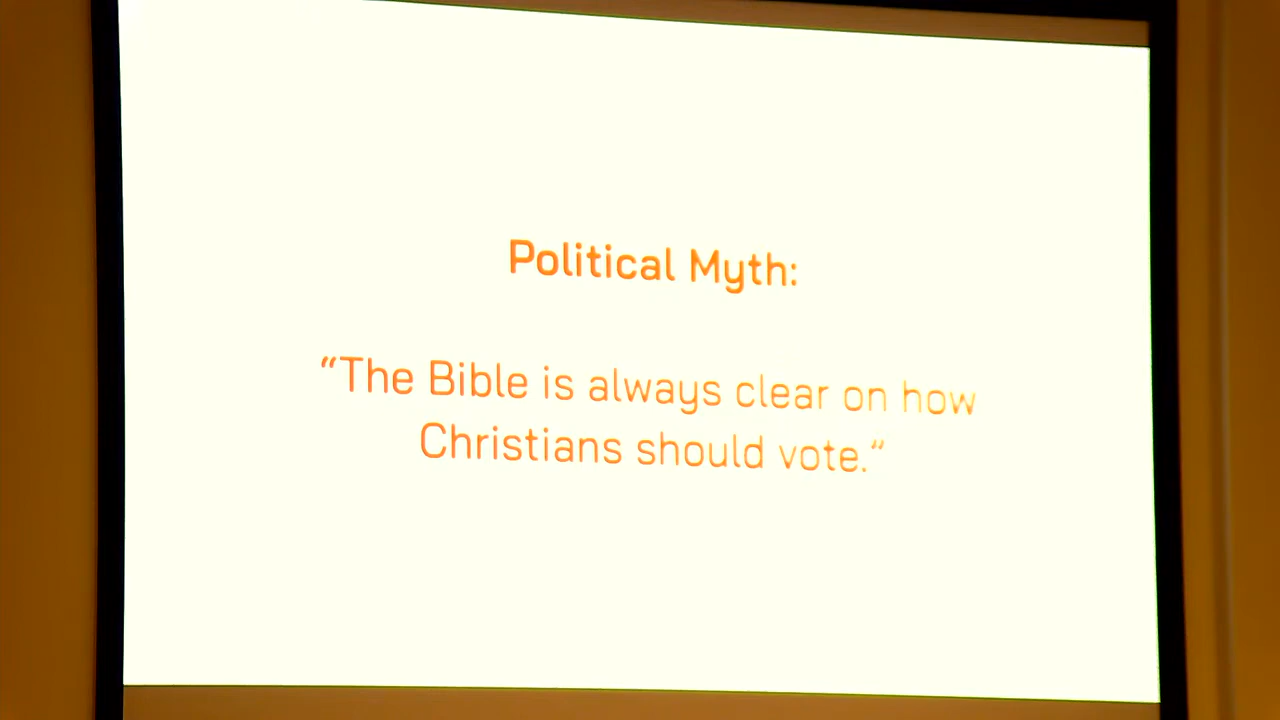 Political Myth:
“The Bible is always clear on how
Christians should vote.“